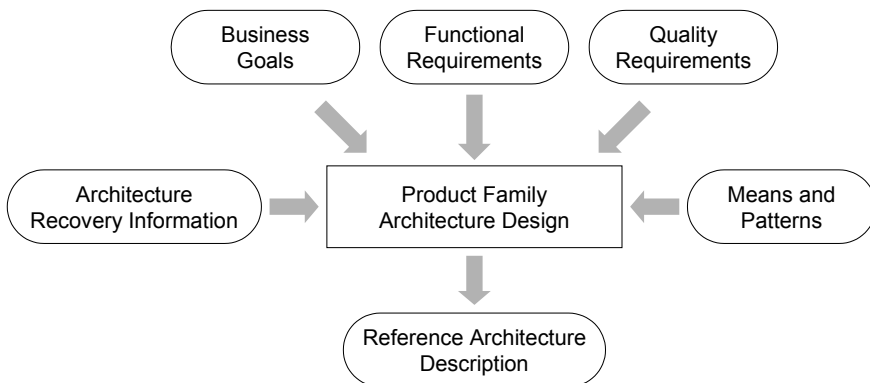 Business
Goals
Functional
Requirements
Quality
Requirements
Architecture
Recovery Information
Product Family
Architecture Design
Means and
Patterns
Reference Architecture
Description